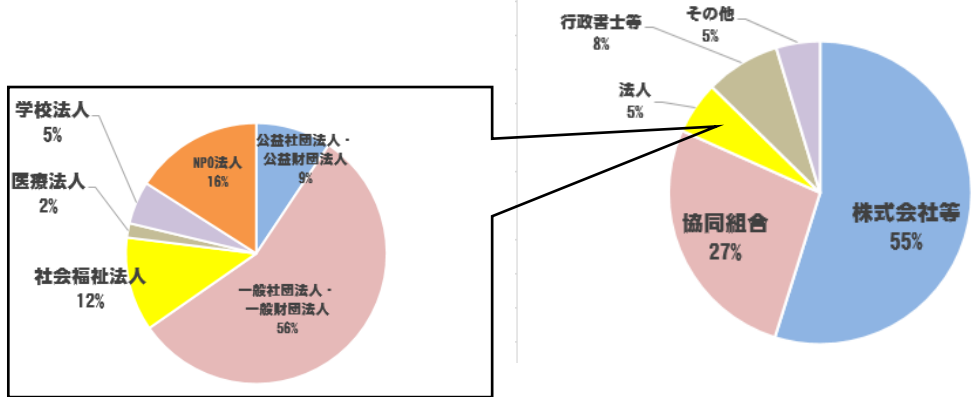 学校法人
5%
医療法人
2%
社会福祉法人
12%
NPO法人
16%
公益社団法人・
公益財団法人
9%
一般社団法人・
一般財団法人
56%
行政書士等
8%
その他
5%
法人
5%
協同組合
27%
株式会社等
55%